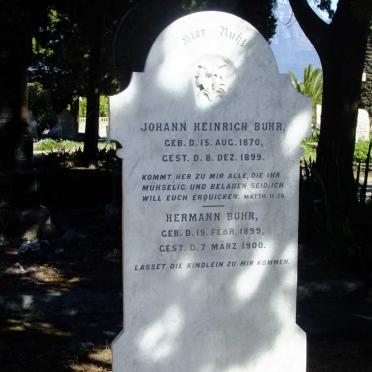 Hier Ruht
JOHANN HEINRICH BUHR,
GEB. D. 15. AUG. 1870,
GEST. D. 8. DEZ. 1899.
KOMMT HER ZU MIR ALLE, DIE IHR
MÜHSELIG UND BELADEN SEID; ICH
WILL EUCH ERQUICKEN. MATTH. 11. 28.
HERMANN BUHR,
GEB. D. 19. FEBR. 1899,
GEST. D. 7 MÄRZ 1900.
LASSET DIE KINDLEIN ZU MIR KOMMEN.